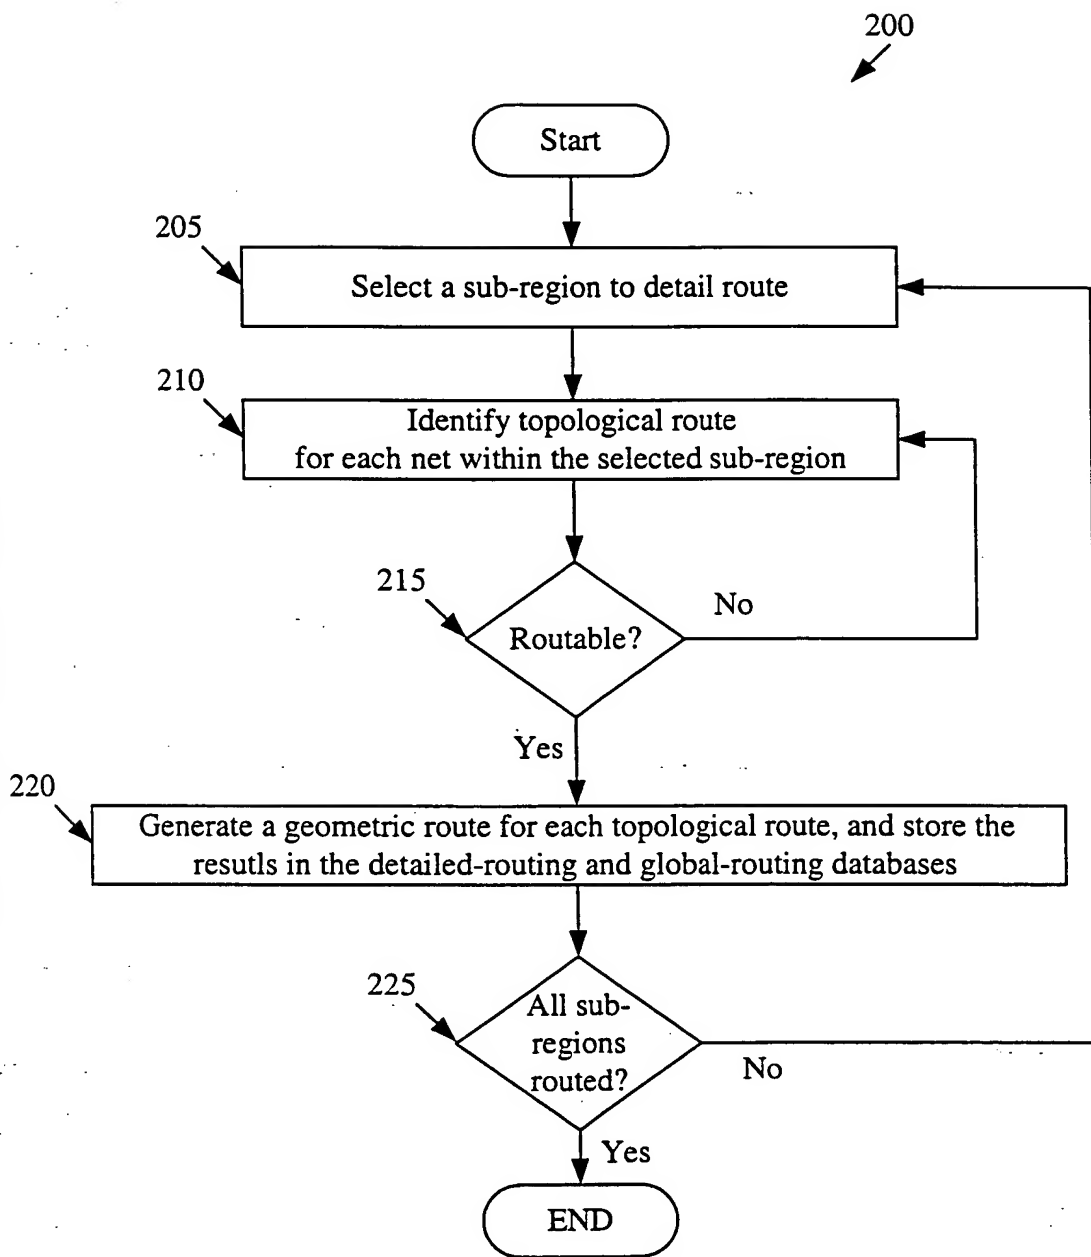 200
Start
205
Select a sub-region to detail route
210
Identify topological route
for each net within the selected sub-region
215
Routable?
No
Yes
220
Generate a geometric route for each topological route, and store the
resutls in the detailed-routing and global-routing databases
225
All sub-
regions
routed?
No
Yes
END